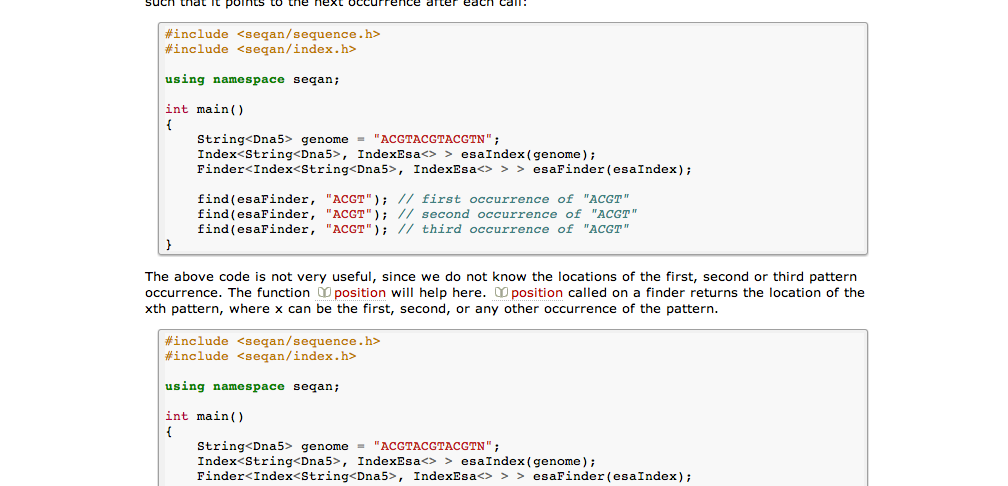 such that it points to the next occurrence after each call:
#include <seqan/sequence.h>
#include <seqan/index.h>
using namespace seqan;
int main()
{
String<Dna5> genome = "ACGTACGTACGTN";
Index<String<Dna5>, IndexEsa<> > esaIndex(genome);
Finder<Index<String<Dna5>, IndexEsa<> > > esaFinder(esaIndex);
find(esaFinder, "ACGT"); // first occurrence of "ACGT"
find(esaFinder, "ACGT"); // second occurrence of "ACGT"
find(esaFinder, "ACGT"); // third occurrence of "ACGT"
}
The above code is not very useful, since we do not know the locations of the first, second or third pattern
occurrence. The function position will help here. position called on a finder returns the location of the
xth pattern, where x can be the first, second, or any other occurrence of the pattern.
#include <seqan/sequence.h>
#include <seqan/index.h>
using namespace seqan;
int main()
{
String<Dna5> genome = "ACGTACGTACGTN";
Index<String<Dna5>, IndexEsa<> > esaIndex(genome);
Finder<Index<String<Dna5>, IndexEsa<> > > esaFinder(esaIndex);